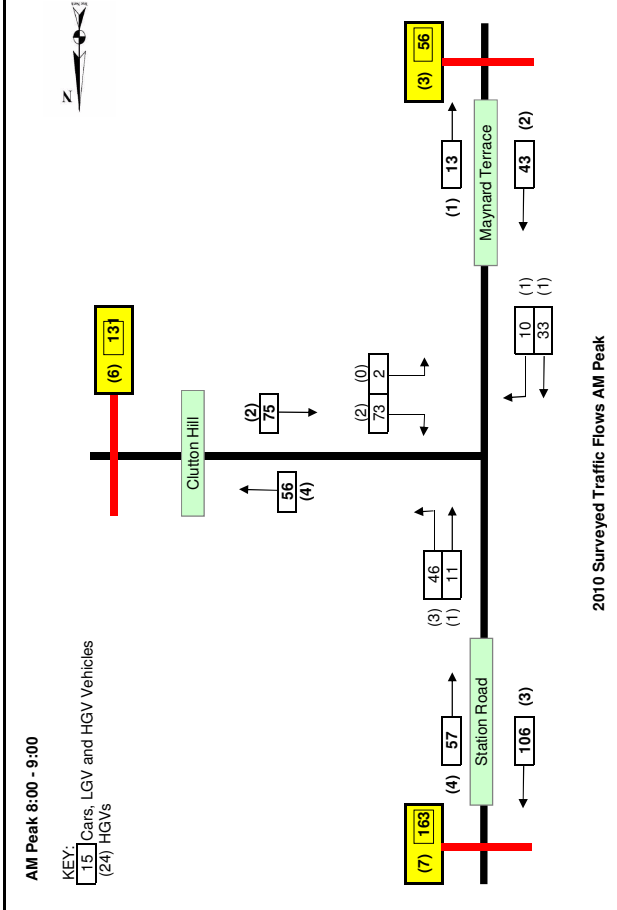 AM Peak 8:00 - 9:00
KEY:
15 Cars, LGV and HGV Vehicles
(24) HGVs
N
(6) 131
Clutton Hill
(2)
75
56
(4)
(2) (0)
73 2
(3) 46
(1) 11
(7) 163
(4) 57
Station Road
106 (3)
(3) 56
(1) 13
Maynard Terrace
43 (2)
10 (1)
33 (1)
2010 Surveyed Traffic Flows AM Peak